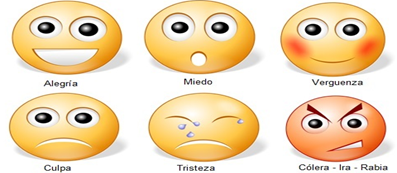 Alegría
Miedo
Verguenza
Culpa
Tristeza
Cólera - Ira - Rabia